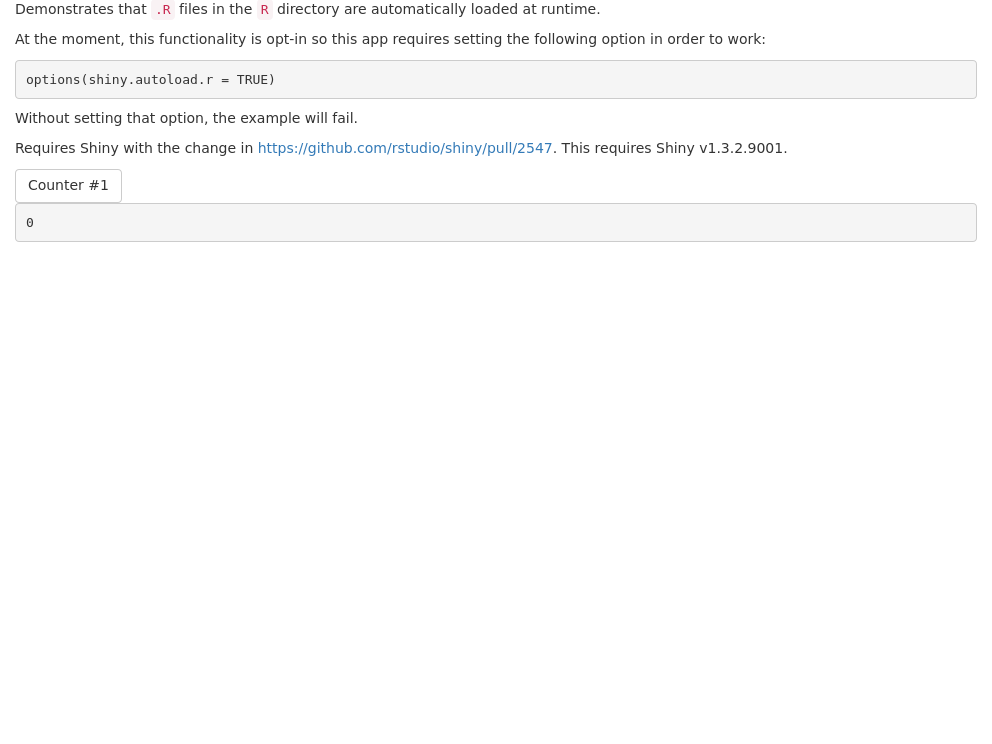 Demonstrates that .R files in the R directory are automatically loaded at runtime.
At the moment, this functionality is opt-in so this app requires setting the following option in order to work:
options(shiny.autoload.r = TRUE)
Without setting that option, the example will fail.
Requires Shiny with the change in https://github.com/rstudio/shiny/pull/2547. This requires Shiny v1.3.2.9001.
Counter #1
0